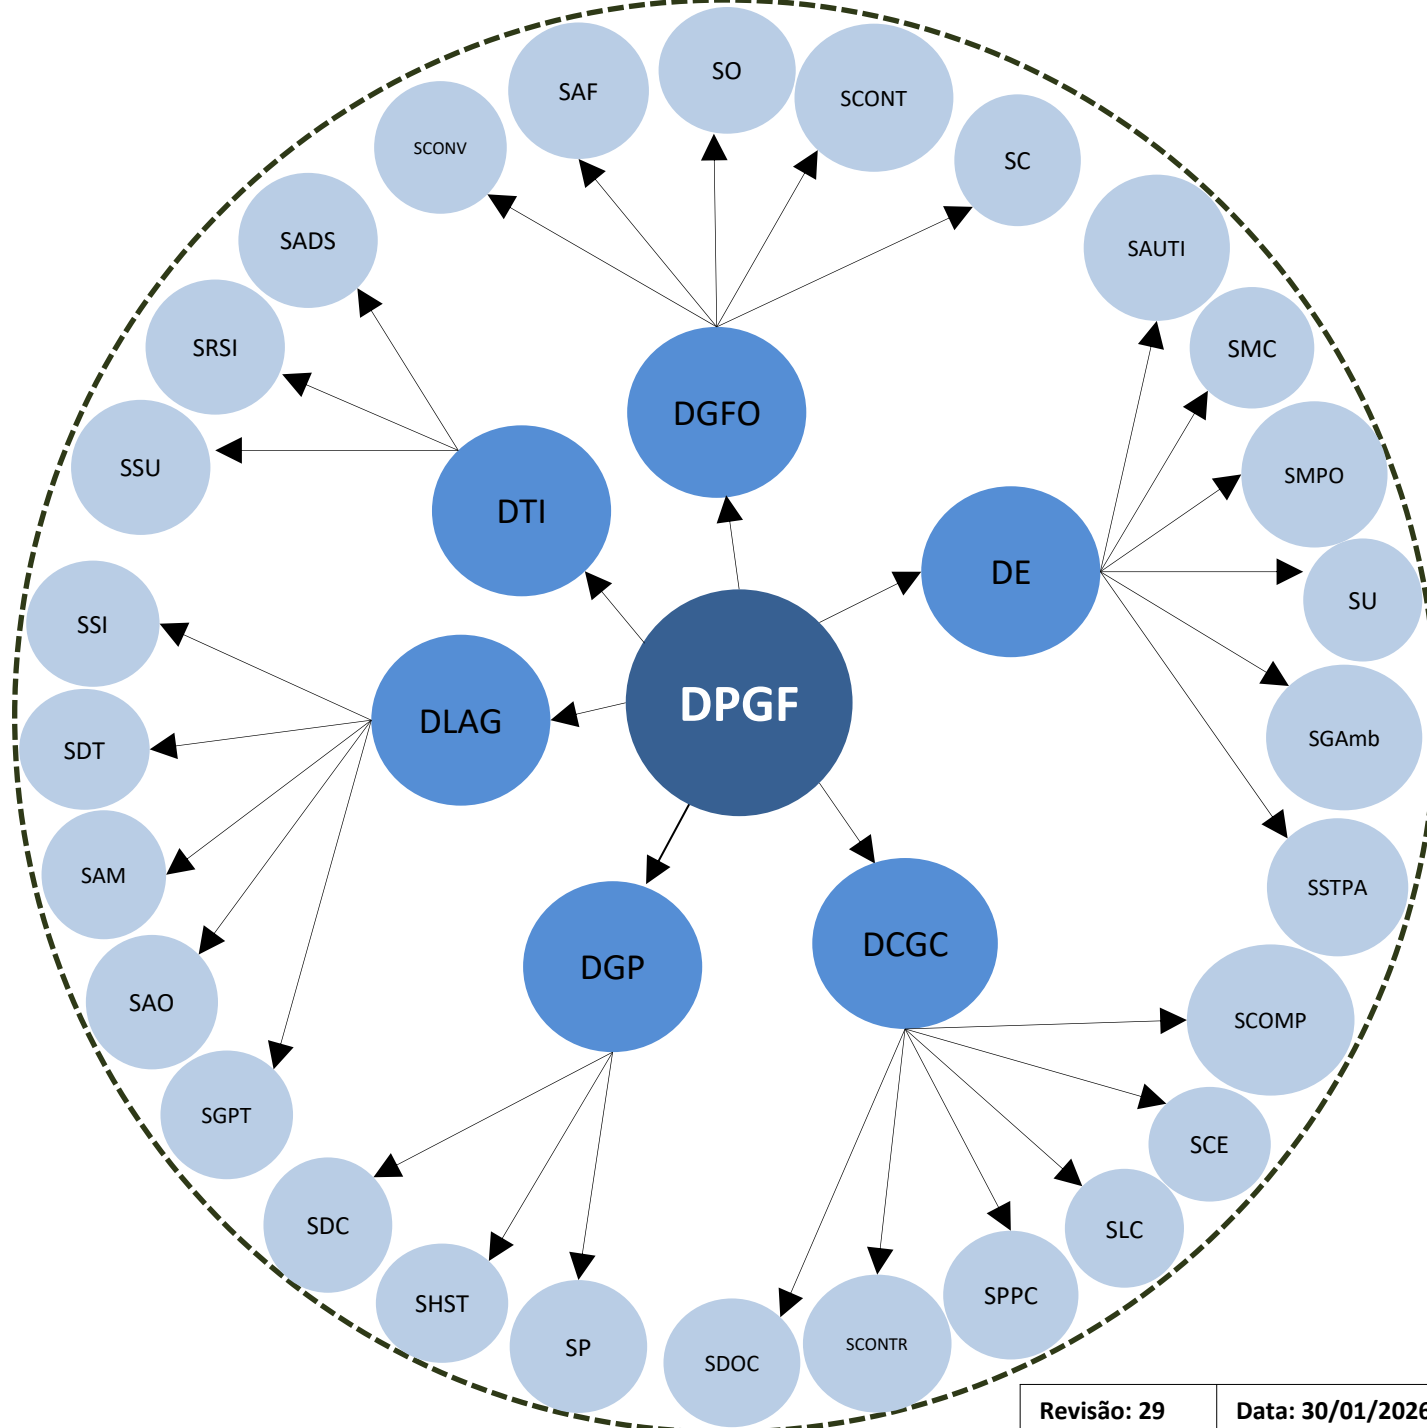 SO
SAF
SCONT
SCONV
SC
SADS
SAUTI
SRSI
SMC
DGFO
SSU
SMPO
DTI
DE
SU
SSI
DPGF
DLAG
SGAmb
SDT
SAM
SSTPA
DCGC
DGP
SAO
SCOMP
SGPT
SCE
SDC
SLC
SPPC
SHST
SCONTR
SP
SDOC
Revisão: 29
Data: 30/01/2026